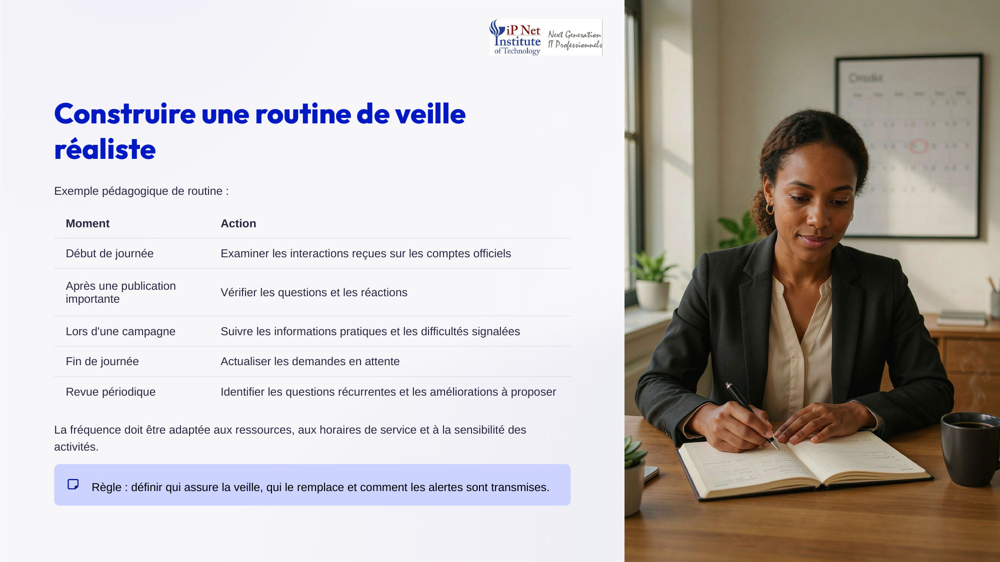 iP Net
Institute
of Technology
Next Generation
IT Professionnels
Construire une routine de veille
réaliste
Exemple pédagogique de routine :
Moment Action
Début de journée Examiner les interactions reçues sur les comptes officiels
Après une publication
importante
Vérifier les questions et les réactions
Lors d'une campagne Suivre les informations pratiques et les difficultés signalées
Fin de journée Actualiser les demandes en attente
Revue périodique Identifier les questions récurrentes et les améliorations à proposer
La fréquence doit être adaptée aux ressources, aux horaires de service et à la sensibilité des
activités.
Règle : définir qui assure la veille, qui le remplace et comment les alertes sont transmises.